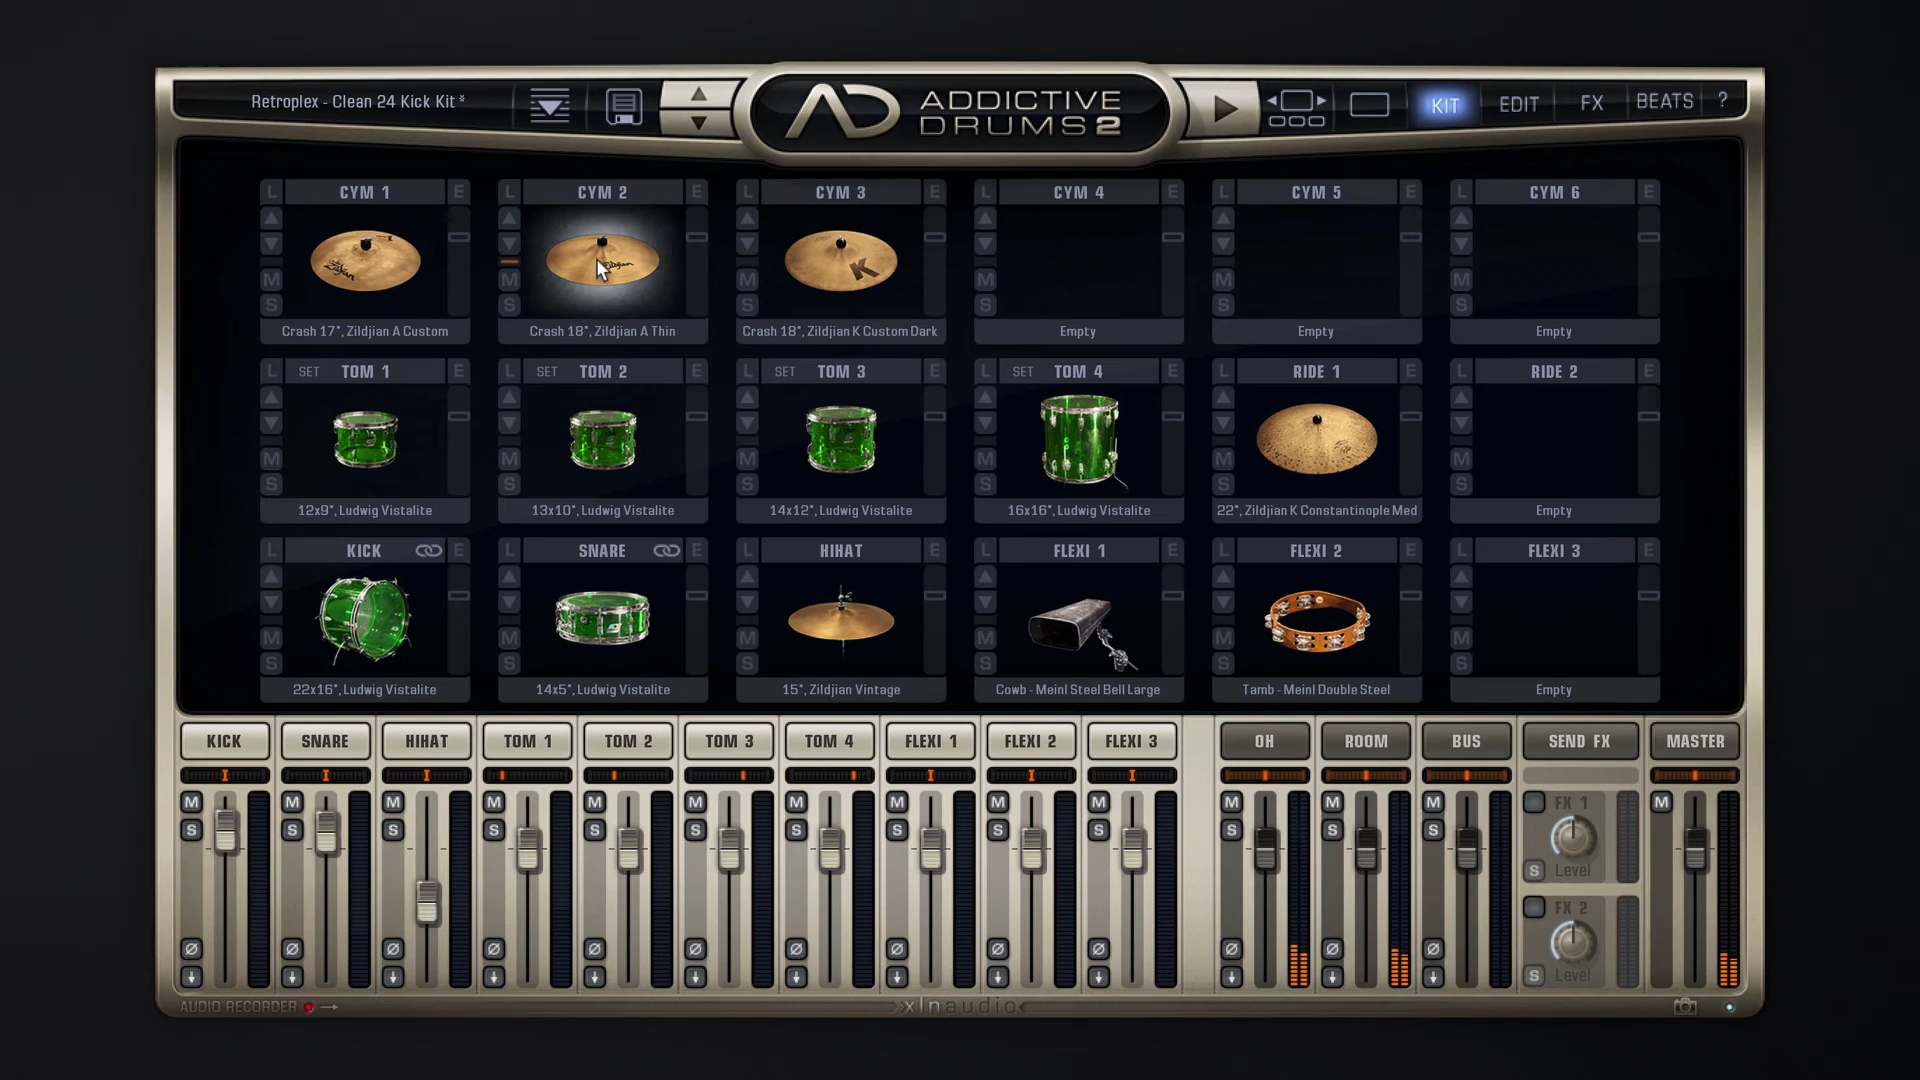 Retroplex - Clean 24 Kick Kit *
ADDICTIVE DRUMS 2
KIT EDIT FX BEATS ?
L CYM 1 E L CYM 2 E L CYM 3 E L CYM 4 E L CYM 5 E L CYM 6 E
Zildjian Zildjian K
M M M M M M
S S S S S S
Crash 17", Zildjian A Custom Crash 18", Zildjian A Thin Crash 18", Zildjian K Custom Dark Empty Empty Empty
L SET TOM 1 E L SET TOM 2 E L SET TOM 3 E L SET TOM 4 E L RIDE 1 E L RIDE 2 E
M M M M M M
S S S S S S
12x9", Ludwig Vistalite 13x10", Ludwig Vistalite 14x12", Ludwig Vistalite 16x16", Ludwig Vistalite 22", Zildjian K Constantinople Med Empty
L KICK E L SNARE E L HIHAT E L FLEXI 1 E L FLEXI 2 E L FLEXI 3 E
M M M M M M
S S S S S S
22x16", Ludwig Vistalite 14x5", Ludwig Vistalite 15", Zildjian Vintage Cowb - Meinl Steel Bell Large Tamb - Meinl Double Steel Empty
KICK SNARE HIHAT TOM 1 TOM 2 TOM 3 TOM 4 FLEXI 1 FLEXI 2 FLEXI 3 OH ROOM BUS SEND FX MASTER
M M M M M M M M M M M M M FX 1 M
S S S S S S S S S S S S S
S Level
FX 2
Ø Ø Ø Ø Ø Ø Ø Ø Ø Ø Ø Ø Ø
S Level
AUDIO RECORDER xlnaudio